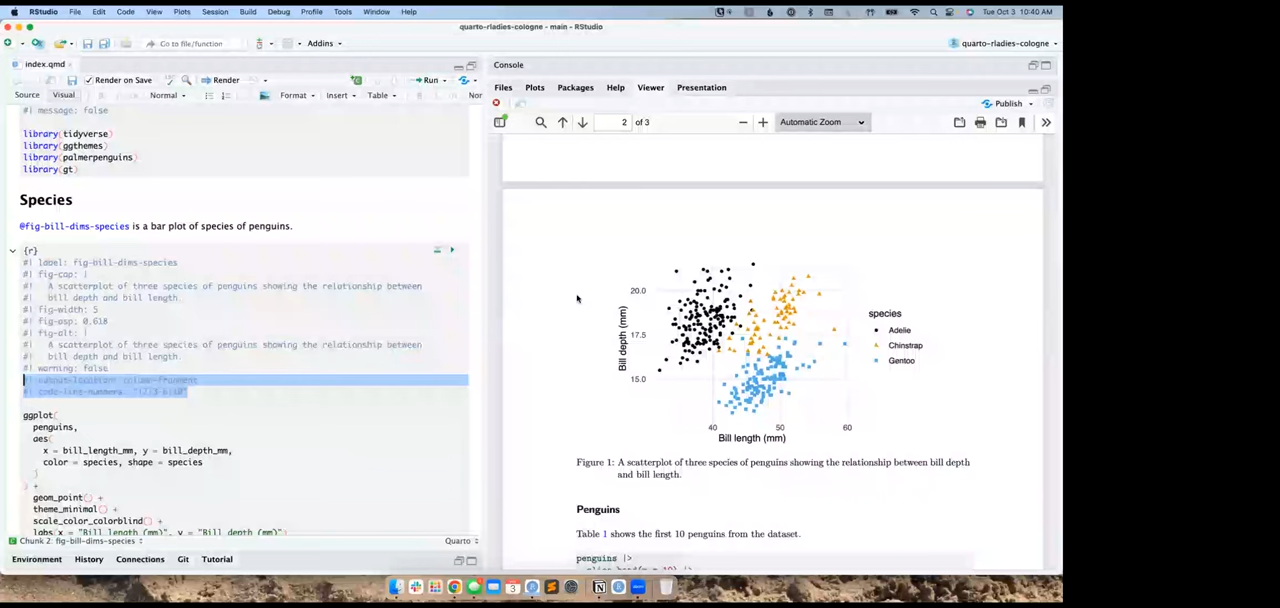 RStudio File Edit Code View Plots Session Build Debug Profile Tools Window Help
Tue Oct 3 10:40 AM
quarto-rladies-cologne - main - RStudio
Go to file/function
Addins
quarto-rladies-cologne
index.qmd
Render on Save
Render
Run
Source Visual
Normal
Format
Insert
Table
#| message: false
library(tidyverse)
library(ggthemes)
library(palmerpenguins)
library(gt)
Species
@fig-bill-dims-species is a bar plot of species of penguins.
{r}
#| label: fig-bill-dims-species
#| fig-cap: |
A scatterplot of three species of penguins showing the relationship between
bill depth and bill length.
#| fig-width: 5
#| fig-asp: 0.618
#| fig-alt: |
A scatterplot of three species of penguins showing the relationship between
bill depth and bill length.
#| warning: false
ggplot(
penguins,
aes(
x = bill_length_mm, y = bill_depth_mm,
color = species, shape = species
)
) +
geom_point() +
theme_minimal() +
scale_color_colorblind() +
labs(x = "Bill length (mm)", y = "Bill depth (mm)")
Chunk 2: fig-bill-dims-species
Quarto
Environment History Connections Git Tutorial
Console
Files Plots Packages Help Viewer Presentation
Publish
2 of 3
Automatic Zoom
20.0
17.5
15.0
Bill depth (mm)
40 50 60
Bill length (mm)
species
Adelie
Chinstrap
Gentoo
Figure 1: A scatterplot of three species of penguins showing the relationship between bill depth
and bill length.
Penguins
Table 1 shows the first 10 penguins from the dataset.
penguins |>